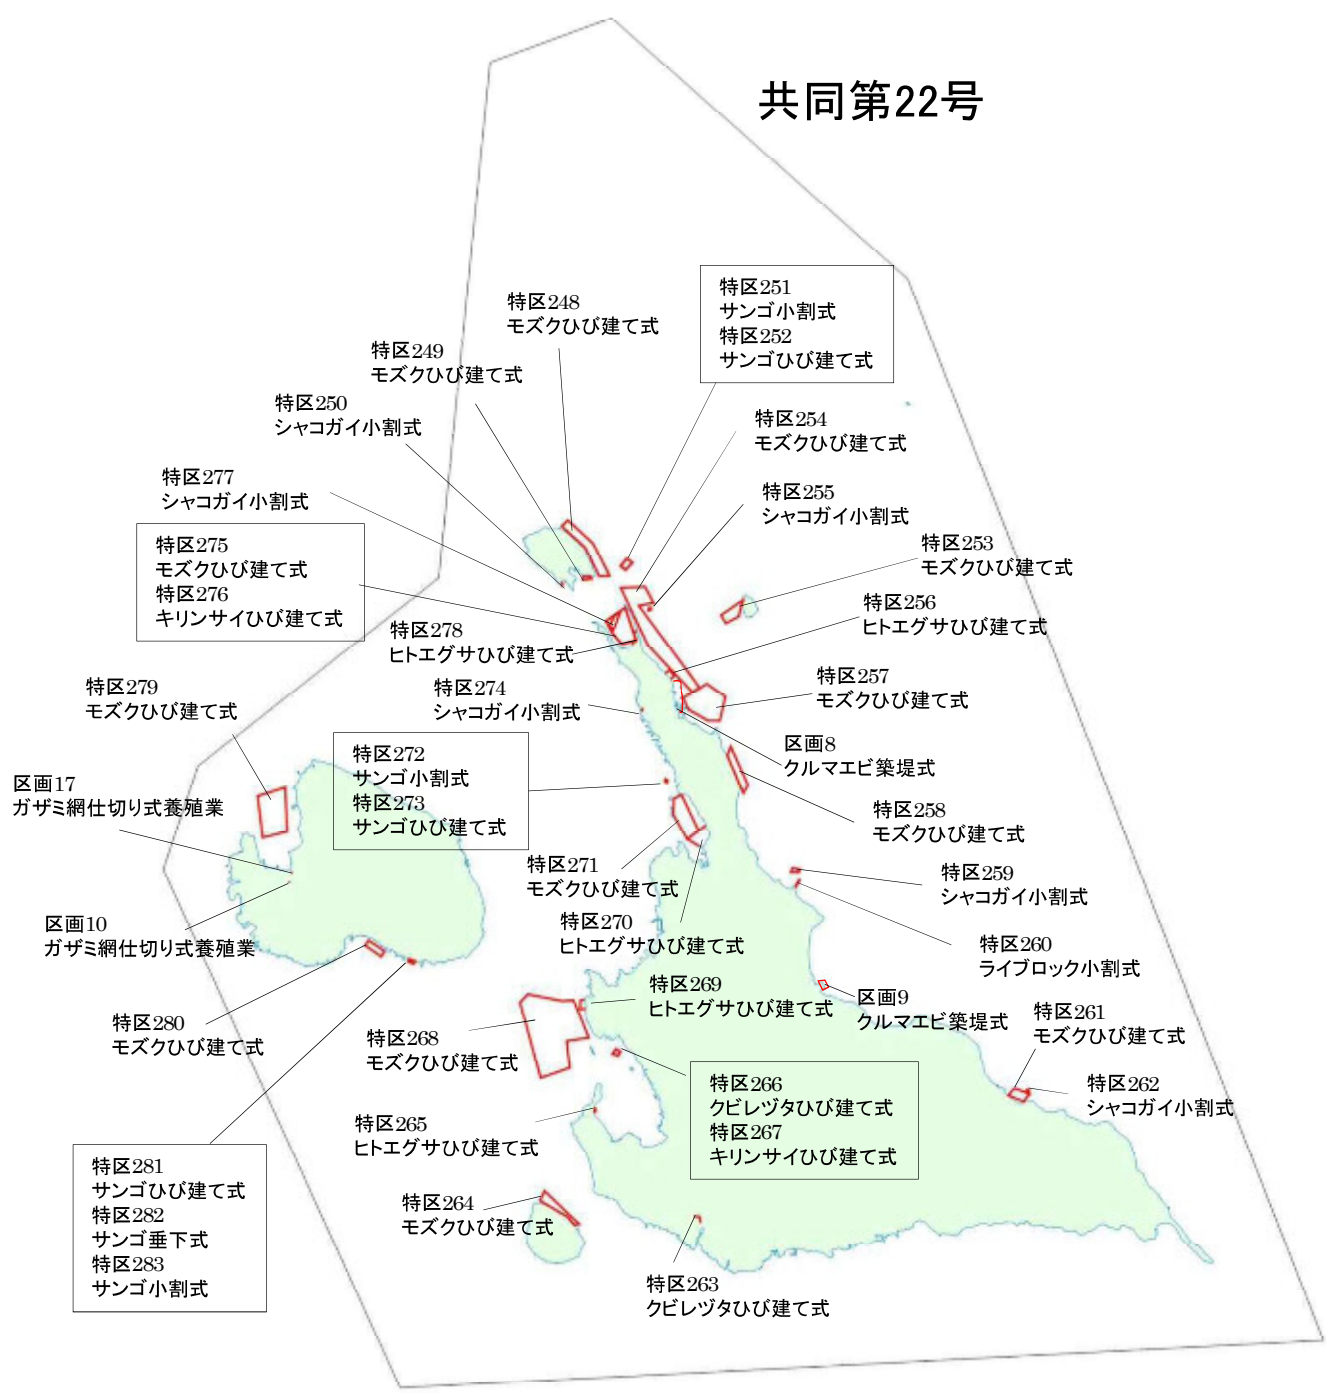 共同第22号
特区251
サンゴ小割式
特区252
サンゴひび建て式
特区248
モズクひび建て式
特区249
モズクひび建て式
特区250
シャコガイ小割式
特区254
モズクひび建て式
特区277
シャコガイ小割式
特区255
シャコガイ小割式
特区275
モズクひび建て式
特区276
キリンサイひび建て式
特区253
モズクひび建て式
特区256
ヒトエグサひび建て式
特区278
ヒトエグサひび建て式
特区257
モズクひび建て式
特区279
モズクひび建て式
特区274
シャコガイ小割式
特区272
サンゴ小割式
特区273
サンゴひび建て式
区画8
クルマエビ築堤式
区画17
ガザミ網仕切り式養殖業
特区258
モズクひび建て式
特区271
モズクひび建て式
特区259
シャコガイ小割式
区画10
ガザミ網仕切り式養殖業
特区270
ヒトエグサひび建て式
特区260
ライブロック小割式
特区269
ヒトエグサひび建て式
区画9
クルマエビ築堤式
特区261
モズクひび建て式
特区280
モズクひび建て式
特区268
モズクひび建て式
特区266
クビレヅタひび建て式
特区267
キリンサイひび建て式
特区262
シャコガイ小割式
特区265
ヒトエグサひび建て式
特区281
サンゴひび建て式
特区282
サンゴ垂下式
特区283
サンゴ小割式
特区264
モズクひび建て式
特区263
クビレヅタひび建て式